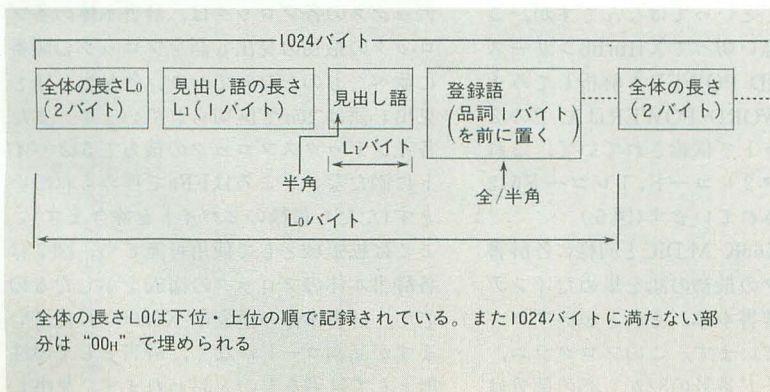 1024バイト
全体の長さL₀
(2バイト)
見出し語の長さ
L₁(1バイト)
見出し語
登録語
(品詞1バイト)
を前に置く
全体の長さ
(2バイト)
L₁バイト
半角
全/半角
L₀バイト
全体の長さL0は下位・上位の順で記録されている。また1024バイトに満たない部
分は“00H”で埋められる